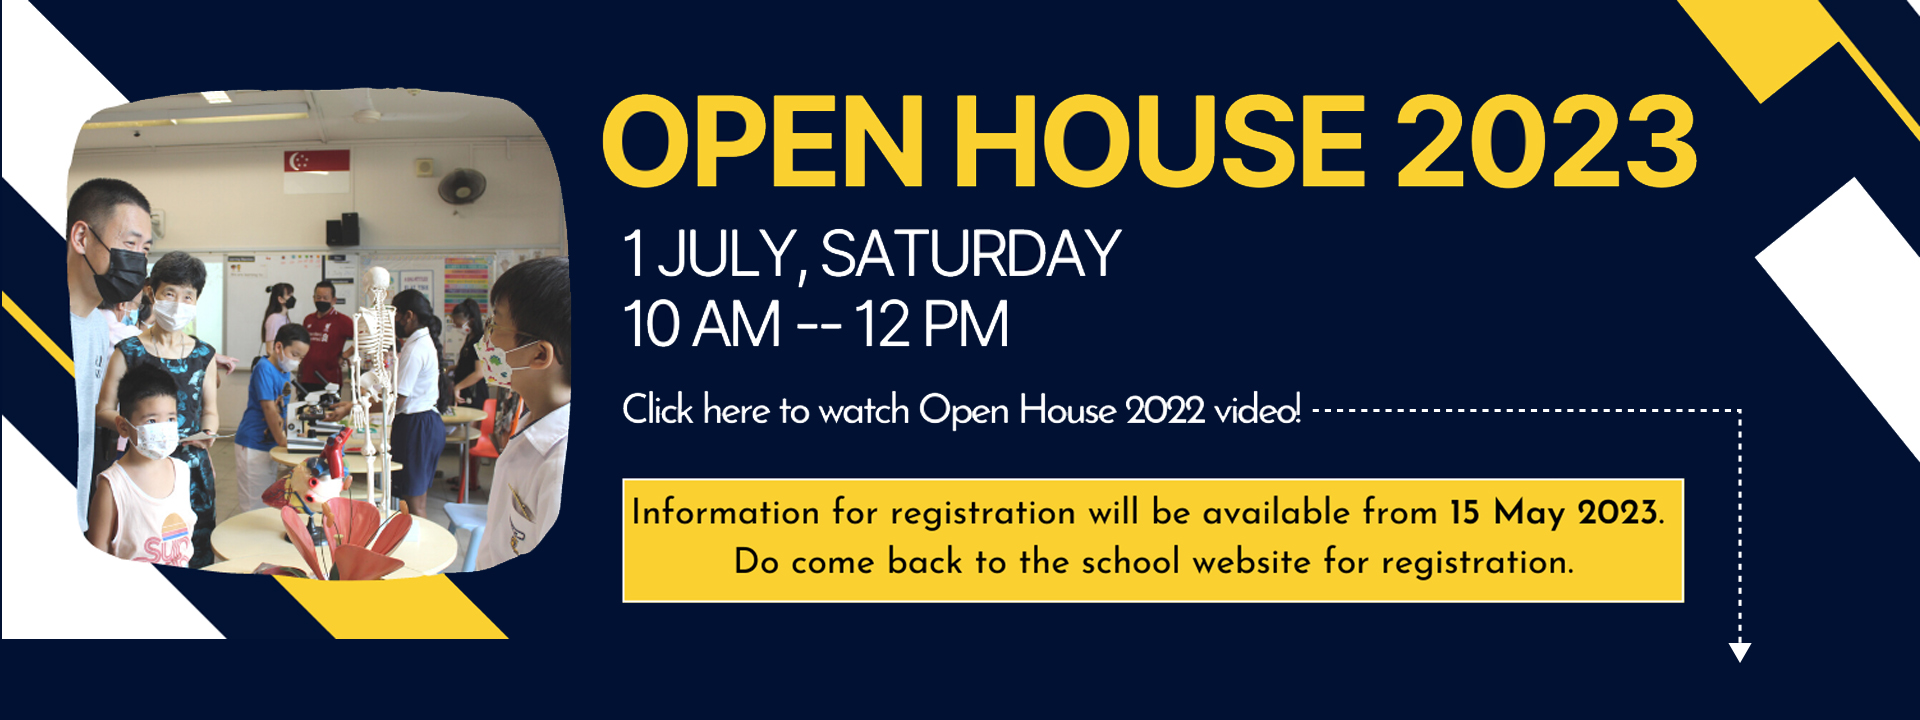 OPEN HOUSE 2023
1 JULY, SATURDAY
10 AM -- 12 PM
Click here to watch Open House 2022 video!
Information for registration will be available from 15 May 2023.
Do come back to the school website for registration.